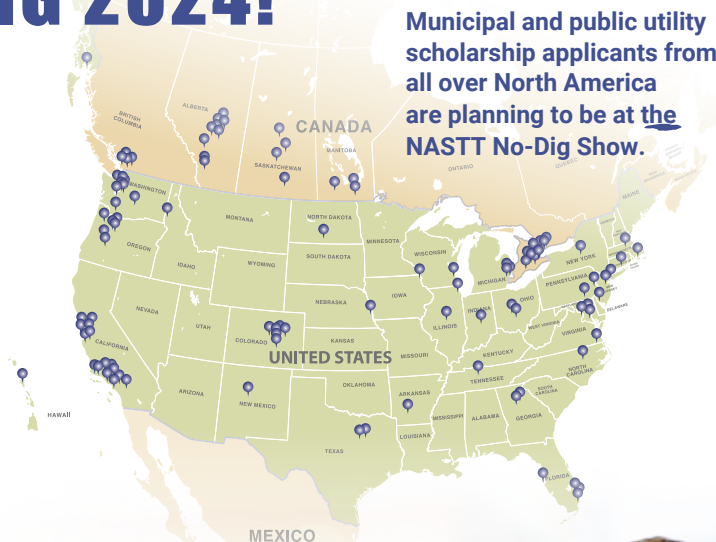 2024!
Municipal and public utility
scholarship applicants from
all over North America
are planning to be at the
NASTT No-Dig Show.
BRITISH
COLUMBIA
ALBERTA
CANADA
SASKATCHEWAN
MANITOBA
ONTARIO
QUEBEC
WASHINGTON
MONTANA
NORTH DAKOTA
MINNESOTA
MAINE
OREGON
IDAHO
WYOMING
SOUTH DAKOTA
WISCONSIN
MICHIGAN
NEW YORK
NEVADA
UTAH
COLORADO
NEBRASKA
IOWA
ILLINOIS
INDIANA
OHIO
PENNSYLVANIA
DELAWARE
WEST VIRGINIA
VIRGINIA
CALIFORNIA
KANSAS
MISSOURI
KENTUCKY
UNITED STATES
ARIZONA
NEW MEXICO
OKLAHOMA
ARKANSAS
TENNESSEE
NORTH
CAROLINA
SOUTH
CAROLINA
HAWAII
TEXAS
LOUISIANA
MISSISSIPPI
ALABAMA
GEORGIA
FLORIDA
MEXICO